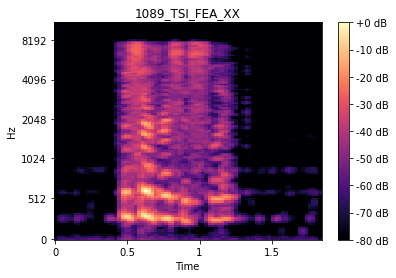 1089_TSI_FEA_XX
Hz
8192
4096
2048
1024
512
0
0
0.5
1
1.5
Time
+0 dB
-10 dB
-20 dB
-30 dB
-40 dB
-50 dB
-60 dB
-70 dB
-80 dB